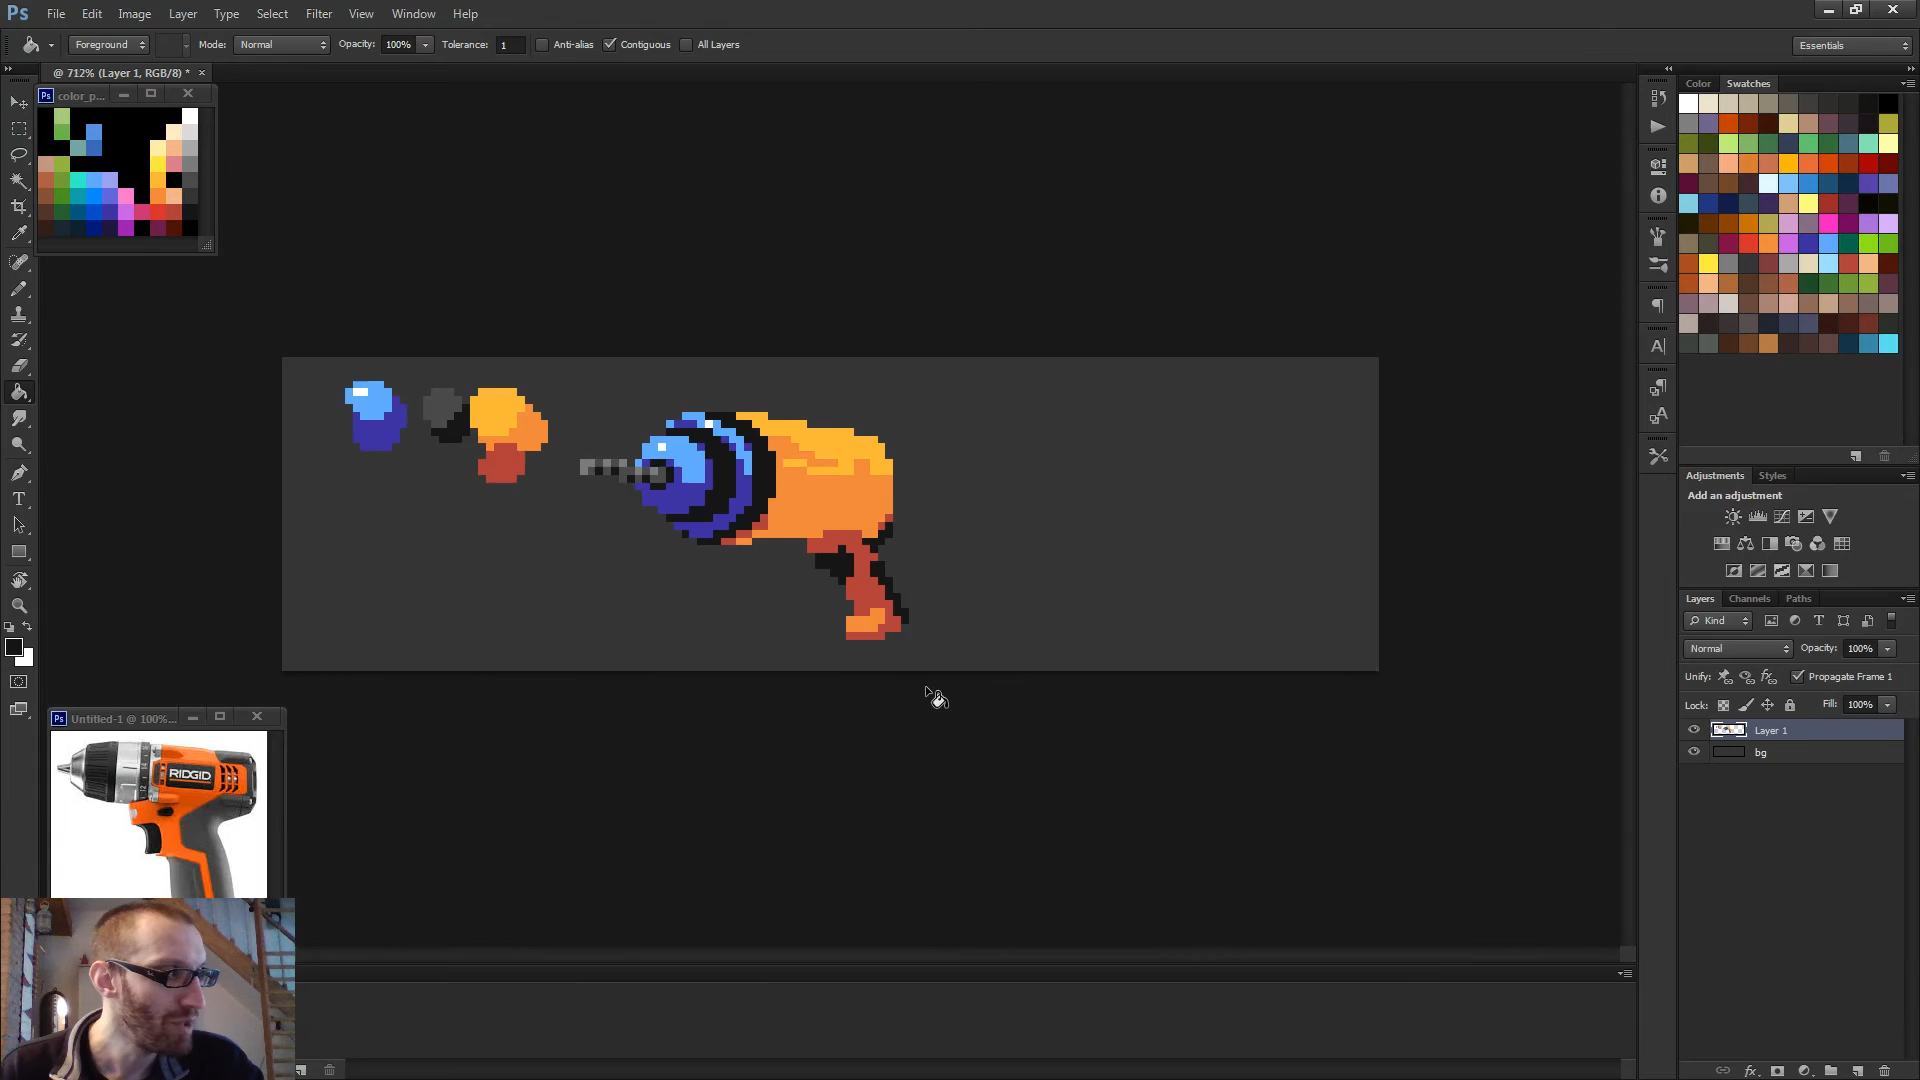 Ps File Edit Image Layer Type Select Filter View Window Help
Foreground Mode: Normal Opacity: 100% Tolerance: 1 Anti-alias Contiguous All Layers Essentials
@ 712% (Layer 1, RGB/8) * ×
Ps color_p...
Color Swatches
Adjustments Styles
Add an adjustment
Layers Channels Paths
Kind
Normal Opacity: 100%
Unify: Propagate Frame 1
Lock: Fill: 100%
Layer 1
bg
Ps Untitled-1 @ 100%...
RIDGID
T
A|
A
fx